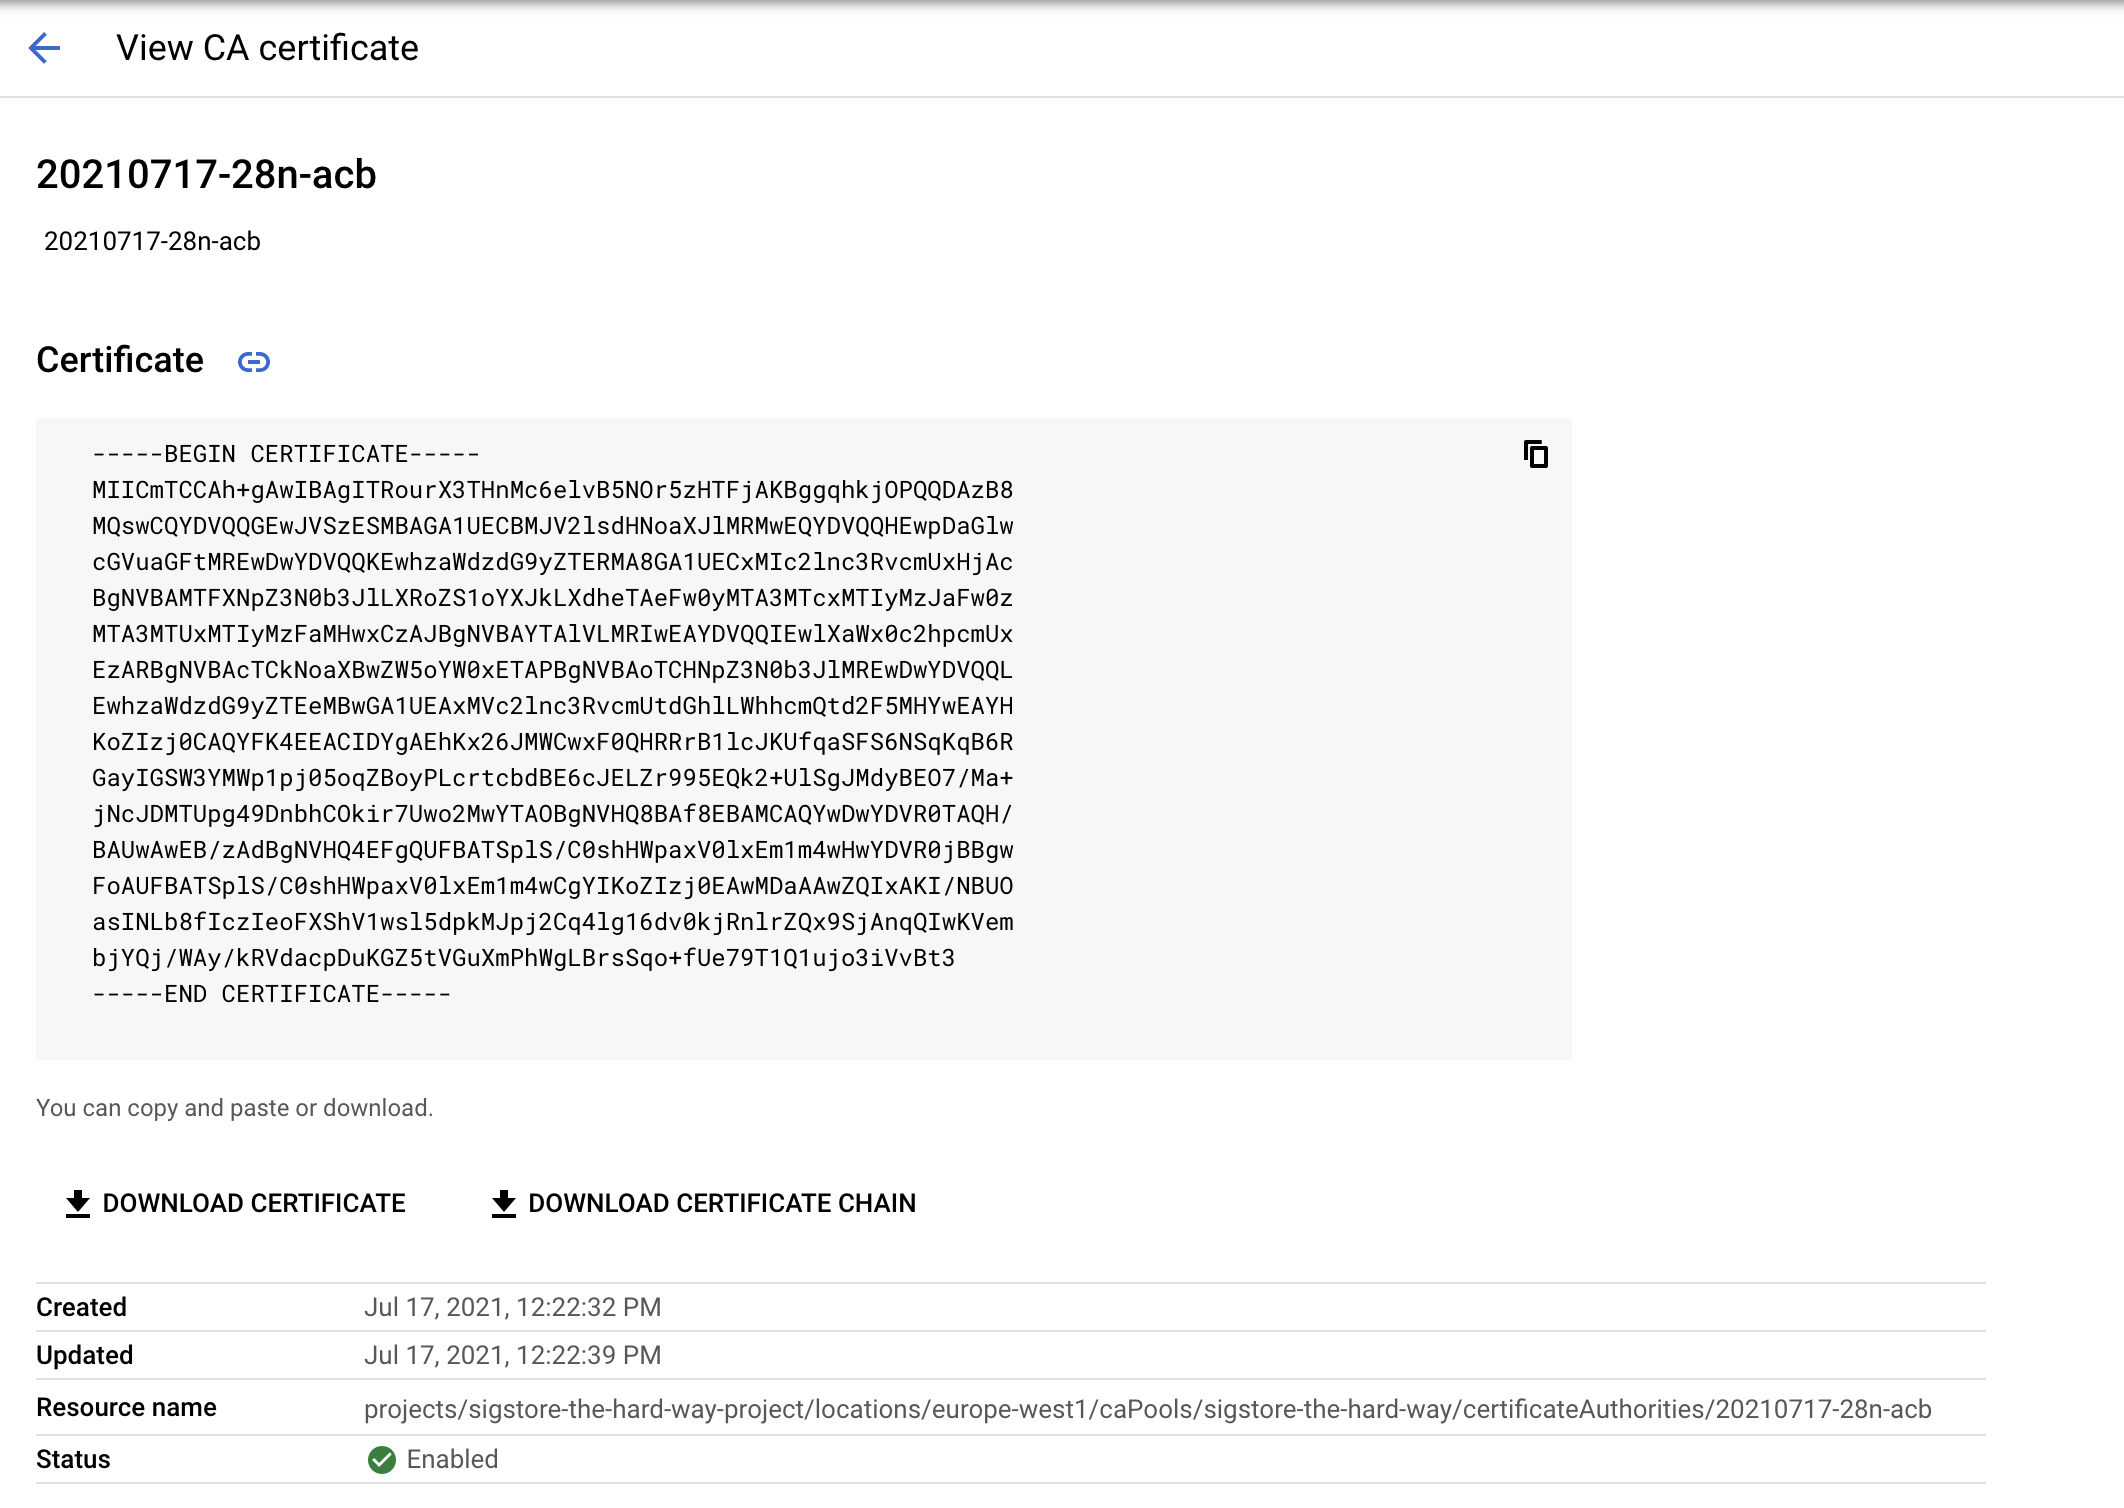 View CA certificate
20210717-28n-acb
20210717-28n-acb
Certificate
-----BEGIN CERTIFICATE-----
MIICmTCCAh+gAwIBAgITRourX3THnMc6elvB5NOr5zHTFjAKBggqhkjOPQQDAzB8
MQswCQYDVQQGEwJVSzESMBAGA1UECBMJV2lsdHNoaXJlMRMwEQYDVQQHEwpDaGlw
cGVuaGFtMREwDwYDVQQKEwhzaWdzdG9yZTERMA8GA1UECxMIc2lnc3RvcmUxHjAc
BgNVBAMTFXNpZ3N0b3JlLXRoZS1oYXJkLXdheTAeFw0yMTA3MTcxMTIyMzJaFw0z
MTA3MTUxMTIyMzFaMHwxCzAJBgNVBAYTAlVLMRIwEAYDVQQIEwlXaWx0c2hpcmUx
EzARBgNVBAcTCkNoaXBwZW5oYW0xETAPBgNVBAoTCHNpZ3N0b3JlMREwDwYDVQQL
EwhzaWdzdG9yZTEeMBwGA1UEAxMVc2lnc3RvcmUtdGhlLWhhcmQtd2F5MHYwEAYH
KoZIzj0CAQYFK4EEACIDYgAEhKx26JMWCwxF0QHRRrB1lcJKUfqaSFS6NSqKqB6R
GayIGSW3YMWp1pj05oqZBoyPLcrtcbdBE6cJELZr995EQk2+UlSgJMdyBEO7/Ma+
jNcJDMTUpg49DnbhCOkir7Uwo2MwYTAOBgNVHQ8BAf8EBAMCAQYwDwYDVR0TAQH/
BAUwAwEB/zAdBgNVHQ4EFgQUFBATSplS/C0shHWpaxV0lxEm1m4wHwYDVR0jBBgw
FoAUFBATSplS/C0shHWpaxV0lxEm1m4wCgYIKoZIzj0EAwMDaAAwZQIxAKI/NBUO
asINLb8fIczIeoFXShV1wsl5dpkMJpj2Cq4lg16dv0kjRnlrZQx9SjAnqQIwKVem
bjYQj/WAy/kRVdacpDuKGZ5tVGuXmPhWgLBrsSqo+fUe79T1Q1ujo3iVvBt3
-----END CERTIFICATE-----
You can copy and paste or download.
DOWNLOAD CERTIFICATE DOWNLOAD CERTIFICATE CHAIN
Created Jul 17, 2021, 12:22:32 PM
Updated Jul 17, 2021, 12:22:39 PM
Resource name projects/sigstore-the-hard-way-project/locations/europe-west1/caPools/sigstore-the-hard-way/certificateAuthorities/20210717-28n-acb
Status Enabled